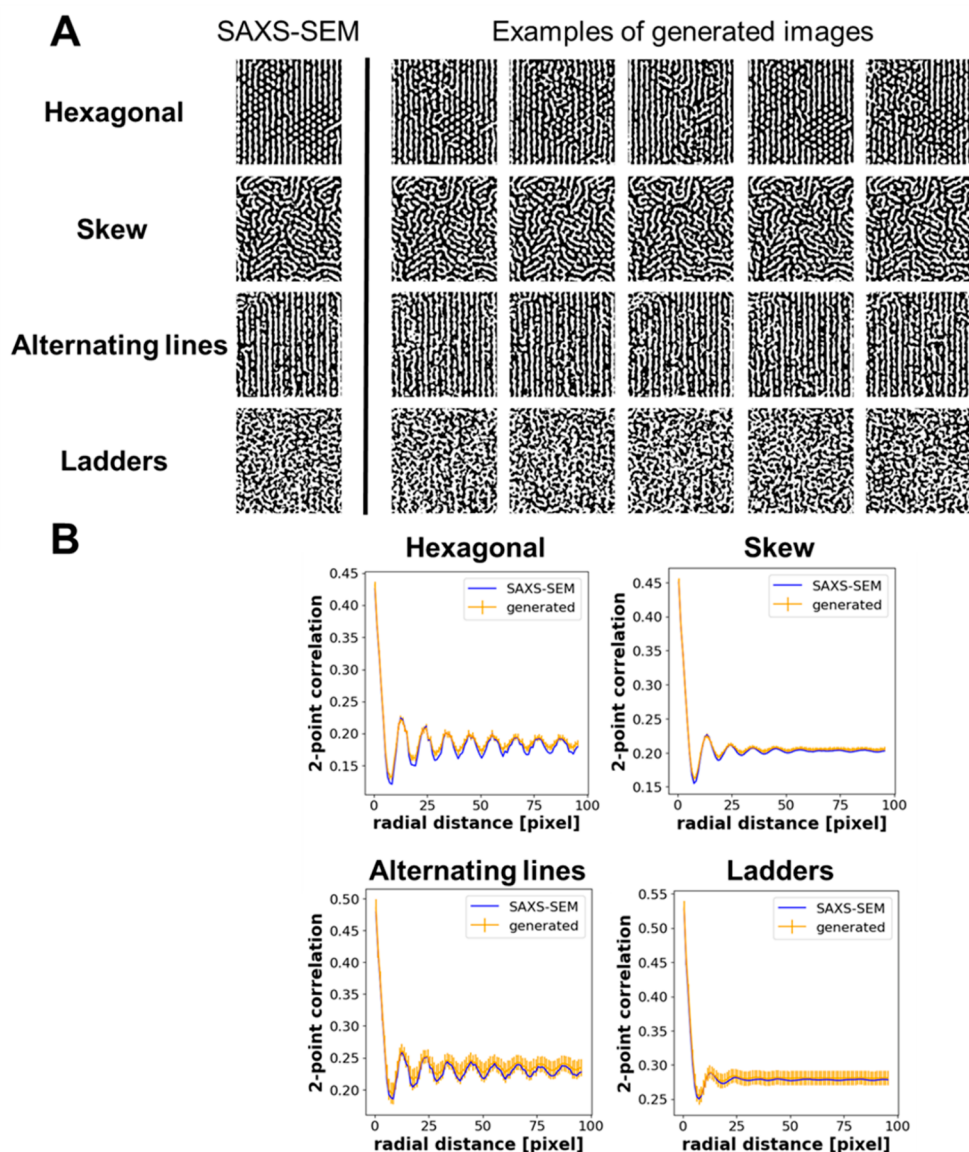 A
SAXS-SEM
Examples of generated images
Hexagonal
Skew
Alternating lines
Ladders
B
Hexagonal
2-point correlation
0.45
0.40
0.35
0.30
0.25
0.20
0.15
SAXS-SEM
generated
0 25 50 75 100
radial distance [pixel]
Skew
2-point correlation
0.45
0.40
0.35
0.30
0.25
0.20
0.15
SAXS-SEM
generated
0 25 50 75 100
radial distance [pixel]
Alternating lines
2-point correlation
0.50
0.45
0.40
0.35
0.30
0.25
0.20
SAXS-SEM
generated
0 25 50 75 100
radial distance [pixel]
Ladders
2-point correlation
0.55
0.50
0.45
0.40
0.35
0.30
0.25
SAXS-SEM
generated
0 25 50 75 100
radial distance [pixel]